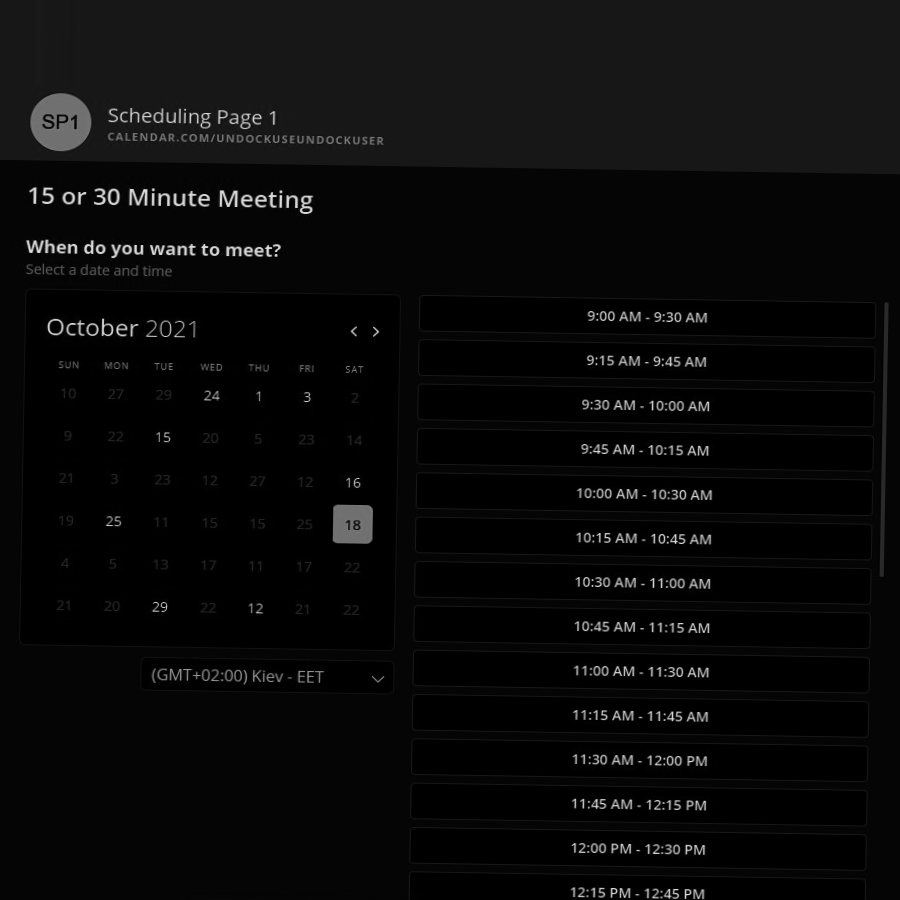 SP1
Scheduling Page 1
CALENDAR.COM/UNDOCKUSEUNDOCKUSER
15 or 30 Minute Meeting
When do you want to meet?
Select a date and time
October 2021
SUN MON TUE WED THU FRI SAT
10 27 29 24 1 3 2
9 22 15 20 5 23 14
21 3 23 12 27 12 16
19 25 11 15 15 25 18
4 5 13 17 11 17 22
21 20 29 22 12 21 22
(GMT+02:00) Kiev - EET
9:00 AM - 9:30 AM
9:15 AM - 9:45 AM
9:30 AM - 10:00 AM
9:45 AM - 10:15 AM
10:00 AM - 10:30 AM
10:15 AM - 10:45 AM
10:30 AM - 11:00 AM
10:45 AM - 11:15 AM
11:00 AM - 11:30 AM
11:15 AM - 11:45 AM
11:30 AM - 12:00 PM
11:45 AM - 12:15 PM
12:00 PM - 12:30 PM
12:15 PM - 12:45 PM